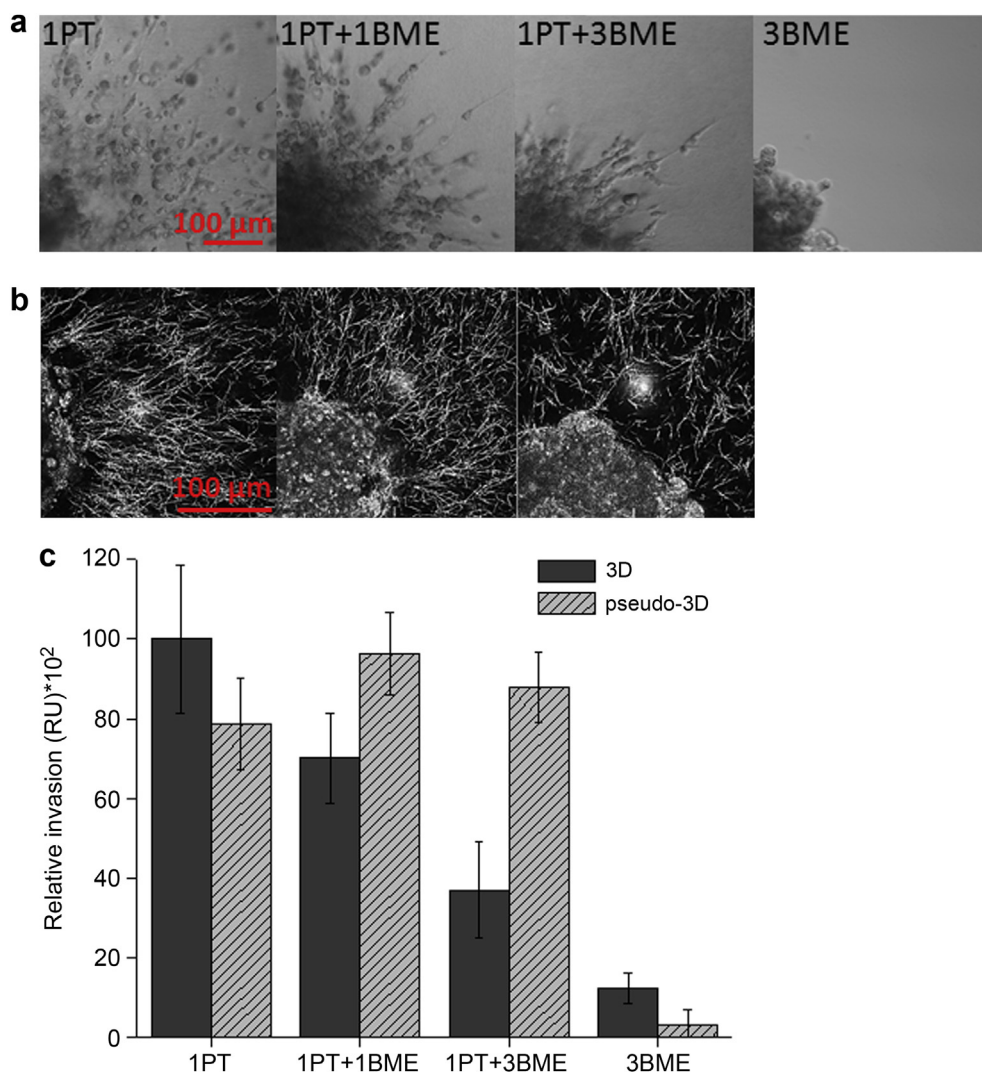 a
1PT
1PT+1BME
1PT+3BME
3BME
100 µm
b
100 µm
c
3D
pseudo-3D
Relative invasion (RU)*10²
120
100
80
60
40
20
0
1PT
1PT+1BME
1PT+3BME
3BME